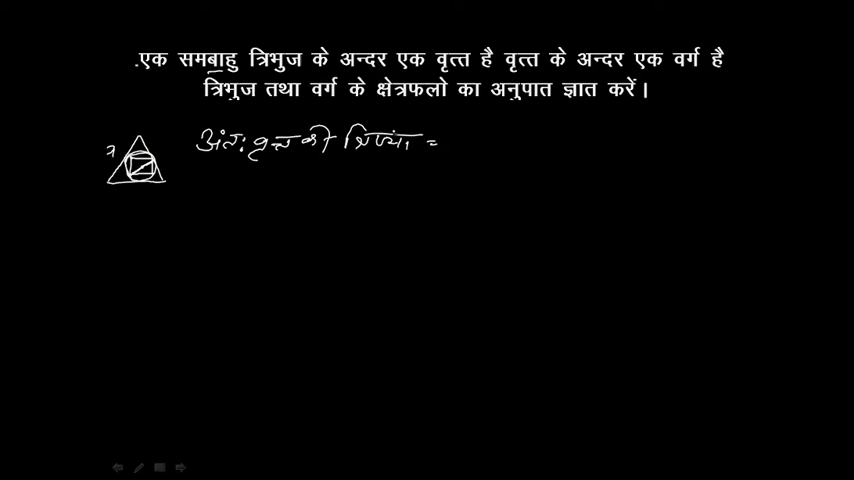 .एक समबाहु त्रिभुज के अन्दर एक वृत्त है वृत्त के अन्दर एक वर्ग है
त्रिभुज तथा वर्ग के क्षेत्रफलो का अनुपात ज्ञात करें।
अंत: वृत्त की त्रिज्या =